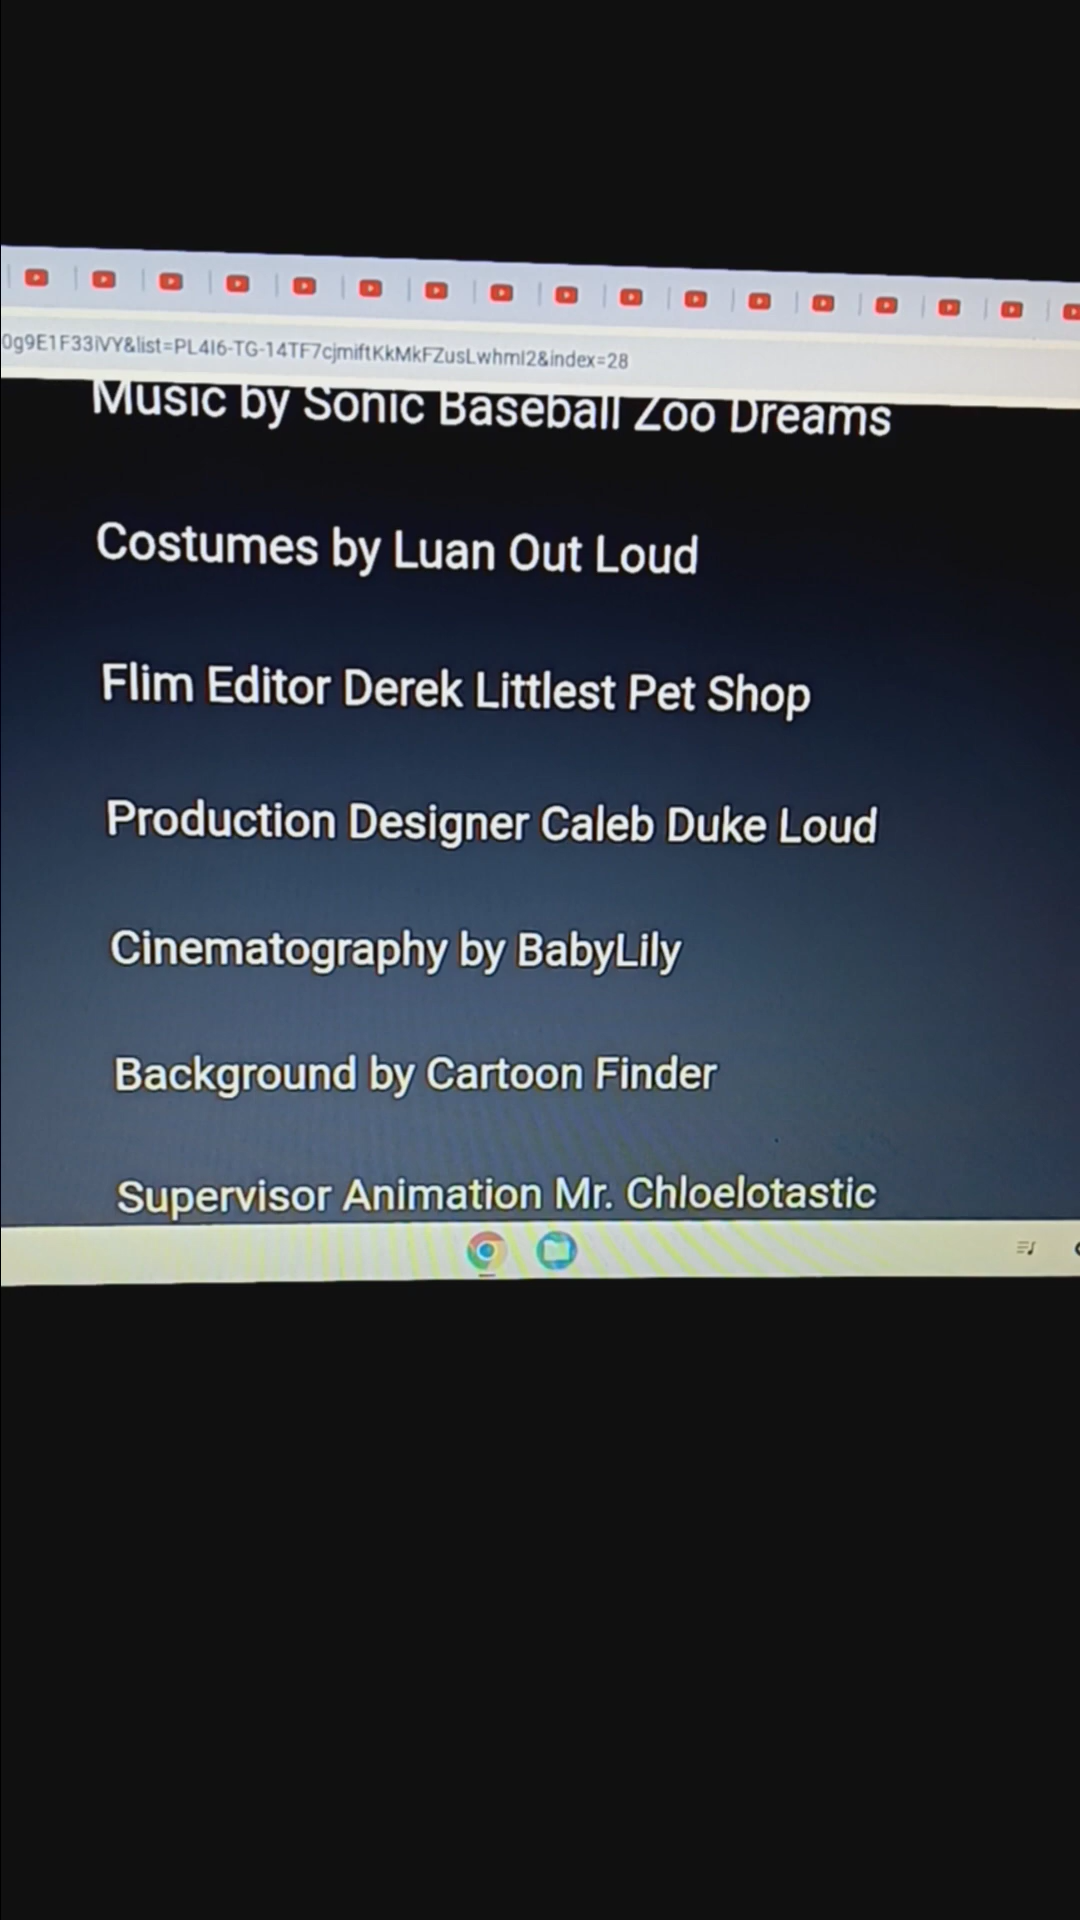 0g9E1F33iVY&list=PL4I6-TG-14TF7cjmiftKkMkFZusLwhmI2&index=28
Music by Sonic Baseball Zoo Dreams
Costumes by Luan Out Loud
Flim Editor Derek Littlest Pet Shop
Production Designer Caleb Duke Loud
Cinematography by BabyLily
Background by Cartoon Finder
Supervisor Animation Mr. Chloelotastic